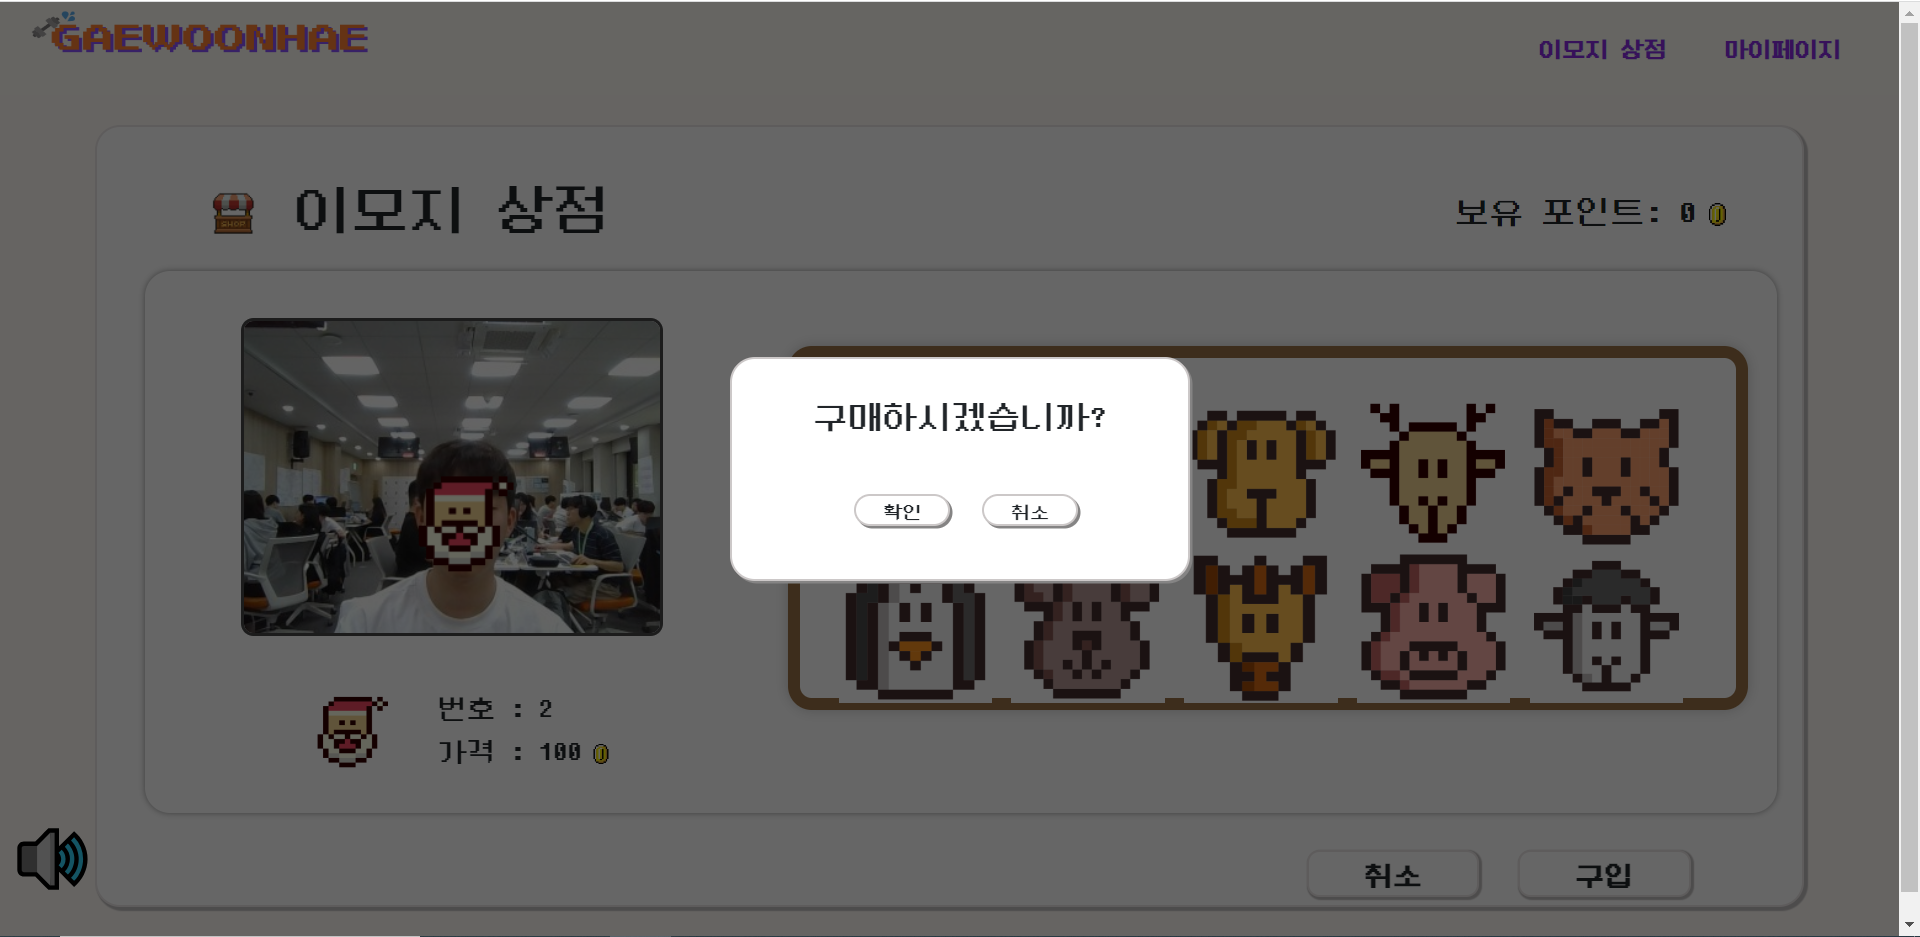 GAEWOONHAE
이모지 상점
마이페이지
SHOP
이모지 상점
보유 포인트: 0
구매하시겠습니까?
확인
취소
번호 : 2
가격 : 100
취소
구입